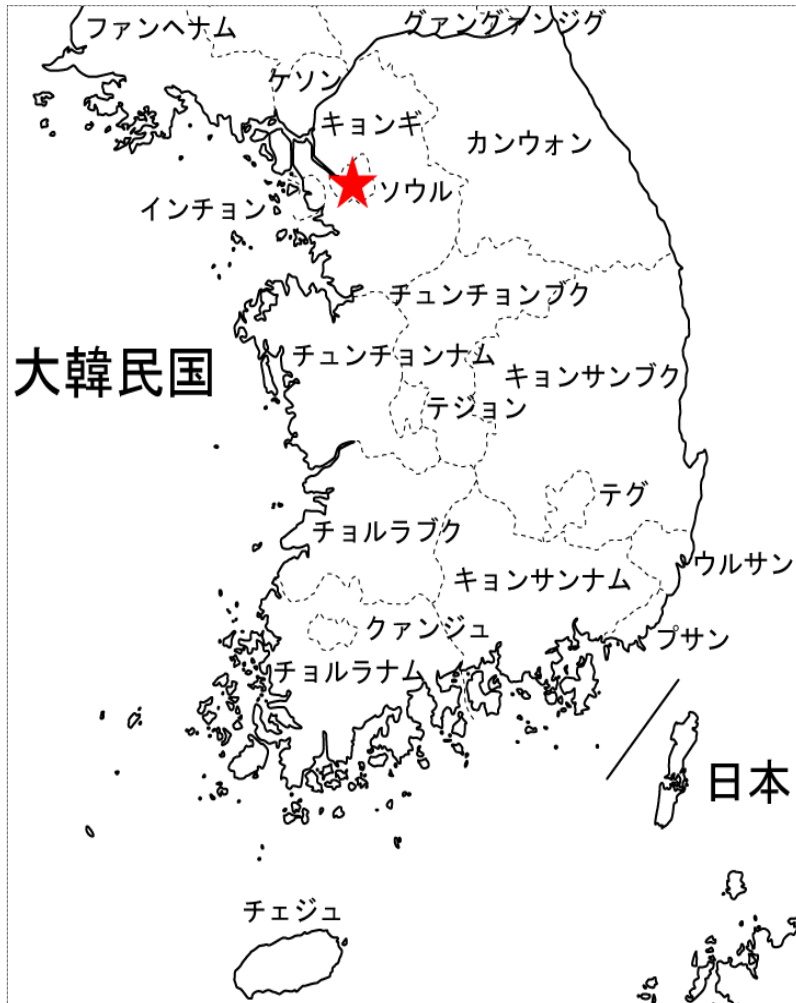 ファンヘナム
グァングァンジグ
ケソン
キョンギ
カンウォン
ソウル
インチョン
チュンチョンブク
大韓民国
チュンチョンナム
キョンサンブク
テジョン
テグ
チョルラブク
ウルサン
キョンサンナム
クァンジュ
プサン
チョルラナム
日本
チェジュ